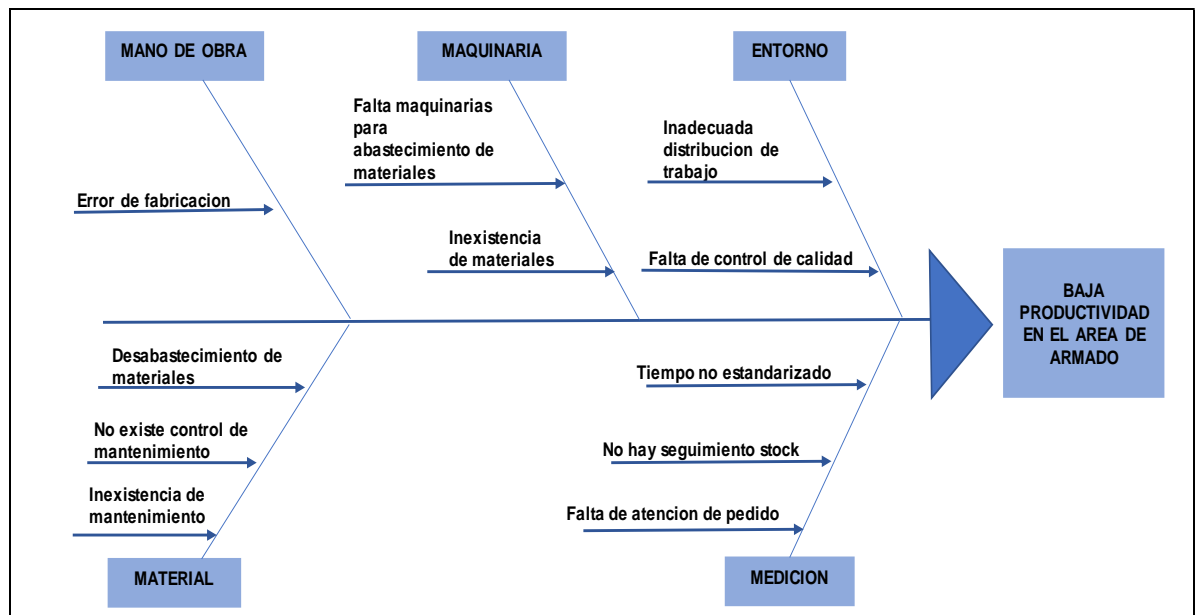 MANO DE OBRA
MAQUINARIA
ENTORNO
Falta maquinarias
para
abastecimiento de
materiales
Inadecuada
distribucion de
trabajo
Error de fabricacion
Inexistencia
de materiales
Falta de control de calidad
BAJA
PRODUCTIVIDAD
EN EL AREA DE
ARMADO
Desabastecimiento de
materiales
Tiempo no estandarizado
No existe control de
mantenimiento
No hay seguimiento stock
Inexistencia de
mantenimiento
Falta de atencion de pedido
MATERIAL
MEDICION